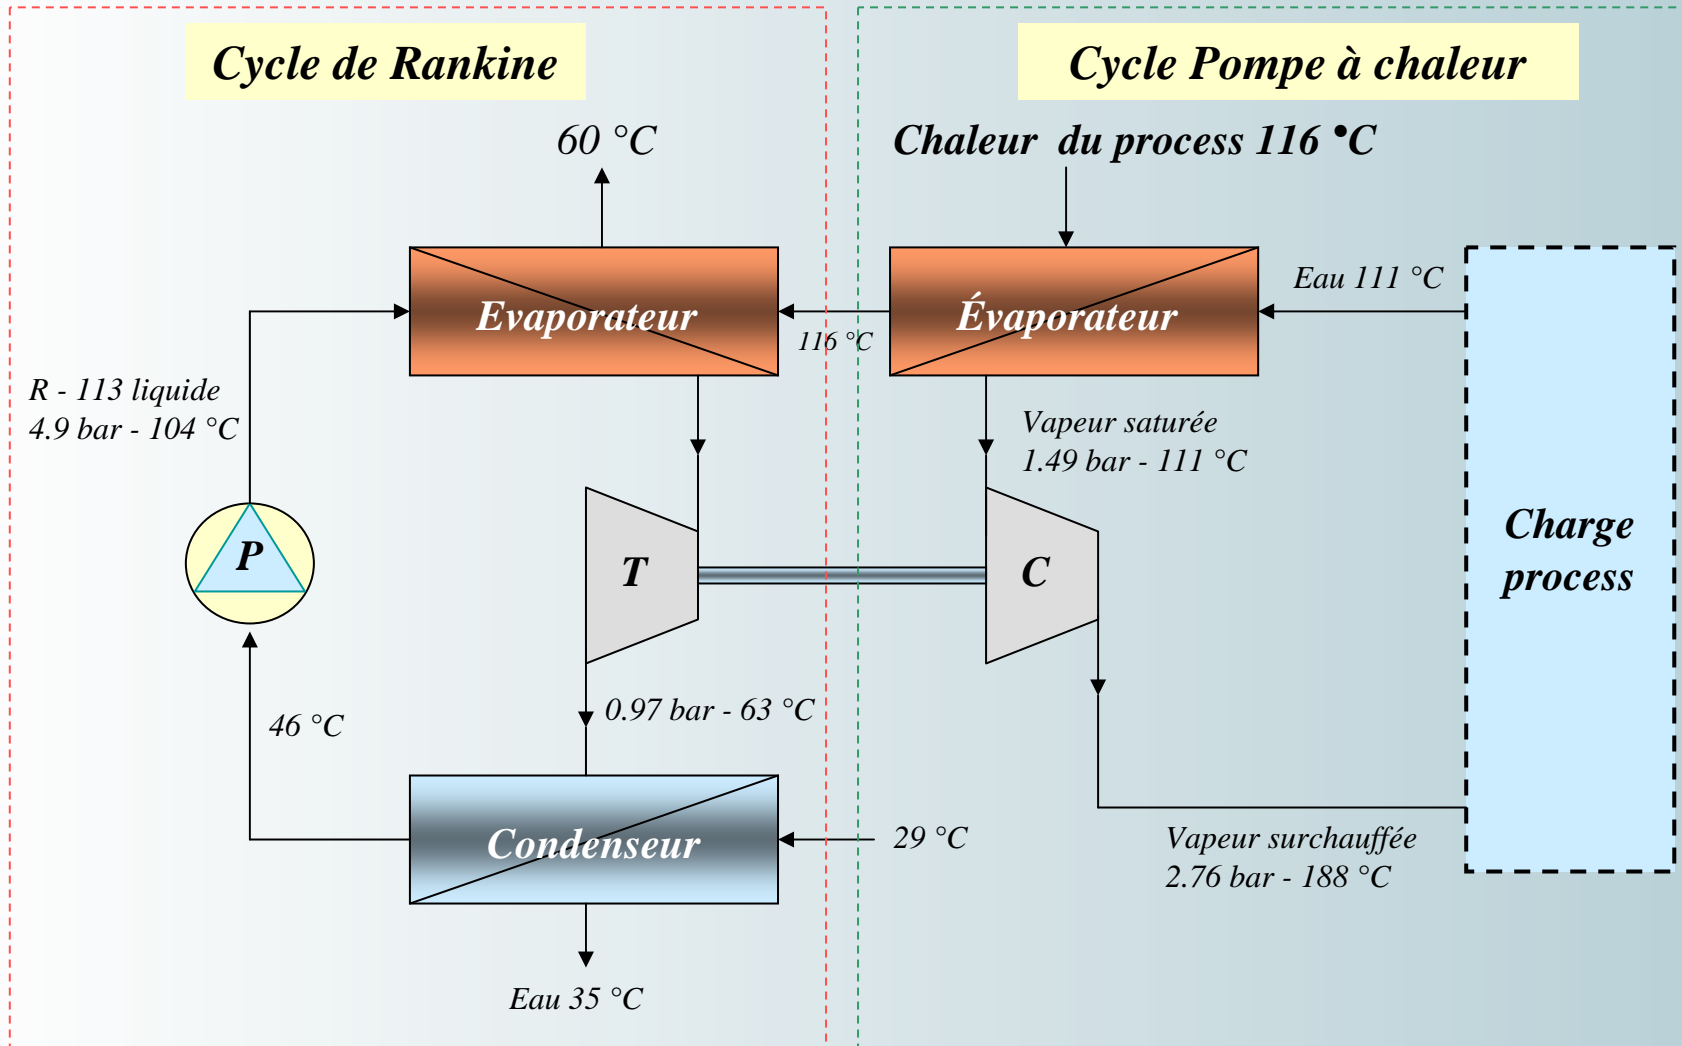 Cycle de Rankine
Cycle Pompe à chaleur
60 °C
Chaleur du process 116 °C
Evaporateur
116 °C
Évaporateur
Eau 111 °C
R - 113 liquide
4.9 bar - 104 °C
Vapeur saturée
1.49 bar - 111 °C
P
T
C
Charge
process
46 °C
0.97 bar - 63 °C
Condenseur
29 °C
Vapeur surchauffée
2.76 bar - 188 °C
Eau 35 °C